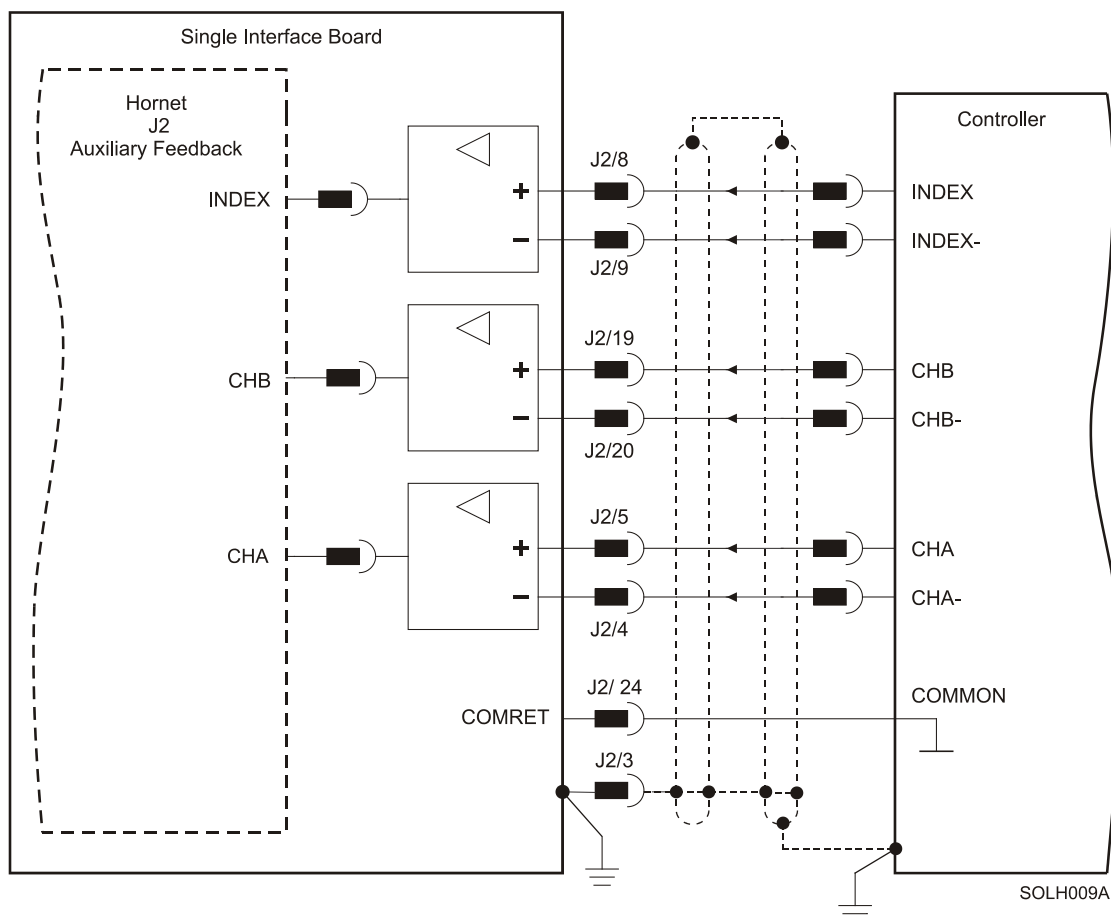 Single Interface Board
Hornet
J2
Auxiliary Feedback
Controller
INDEX
+
J2/8
INDEX
−
J2/9
INDEX-
CHB
+
J2/19
CHB
−
J2/20
CHB-
CHA
+
J2/5
CHA
−
J2/4
CHA-
COMRET
J2/ 24
COMMON
J2/3
SOLH009A